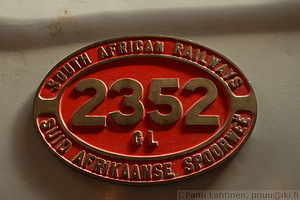 SOUTH AFRICAN RAILWAYS
2352
GL
SUID AFRIKAANSE SPOORWEË
©Panu Lahtinen, pnuu@iki.fi